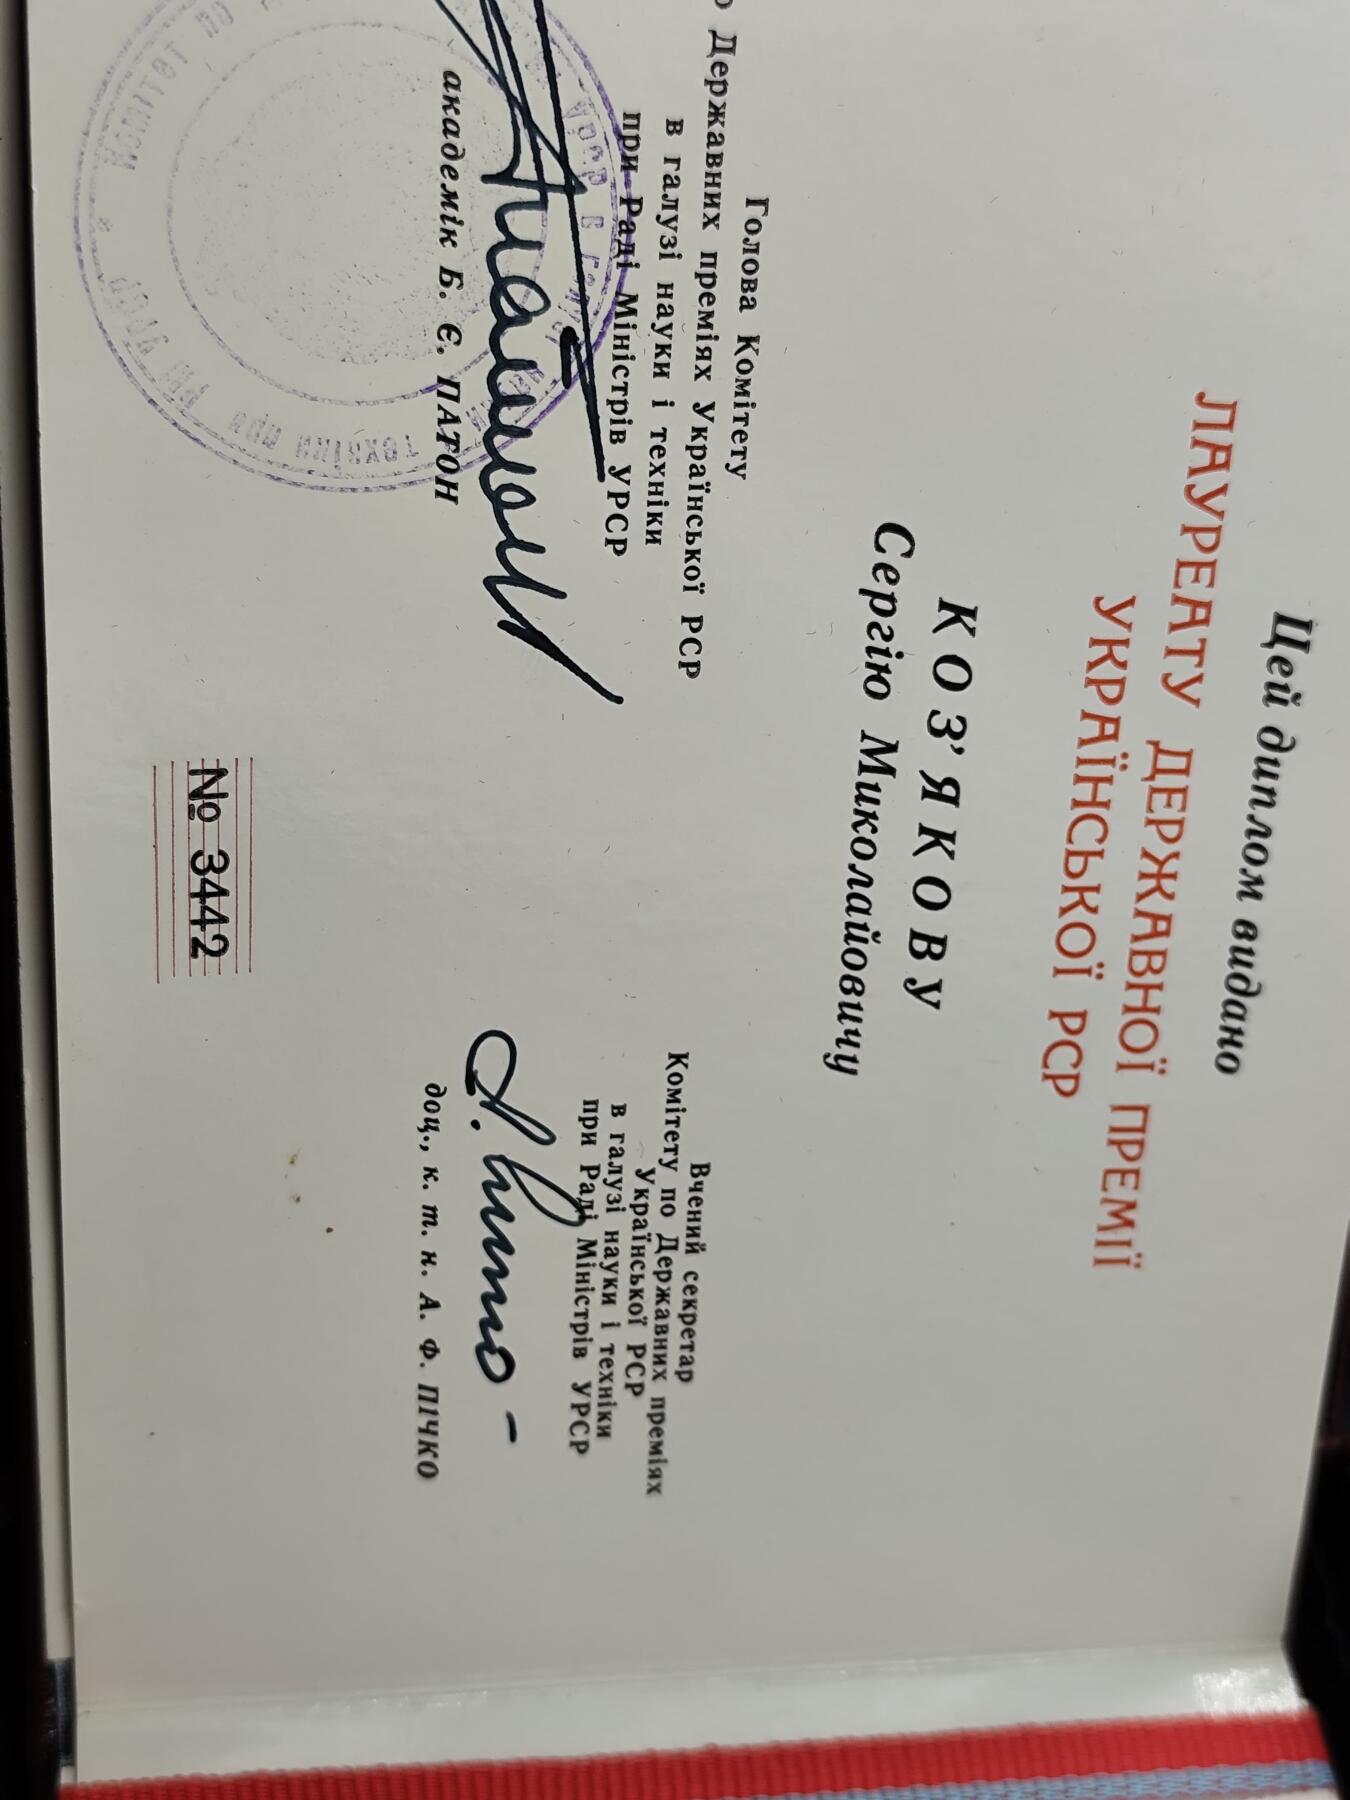 Цей диплом видано
ЛАУРЕАТУ ДЕРЖАВНОЇ ПРЕМІЇ
УКРАЇНСЬКОЇ РСР
КОЗ’ЯКОВУ
Сергію Миколайовичу
Голова Комітету
о Державних преміях Української РСР
в галузі науки і техніки
при Раді Міністрів УРСР
академік Б. Є. ПАТОН
Вчений секретар
Комітету по Державних преміях
Української РСР
в галузі науки і техніки
при Раді Міністрів УРСР
доц., к. т. н. А. Ф. ПІЧКО
№ 3442